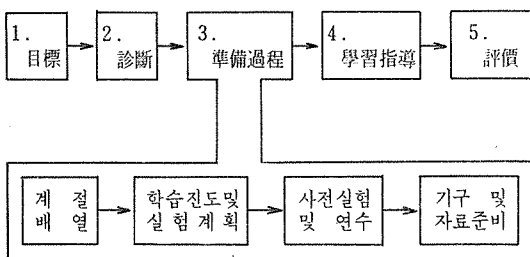 1.
目標
2.
診斷
3.
準備過程
4.
學習指導
5.
評價
계 절
배 열
학습진도및
실험계획
사전실험
및 연수
기구 및
자료준비